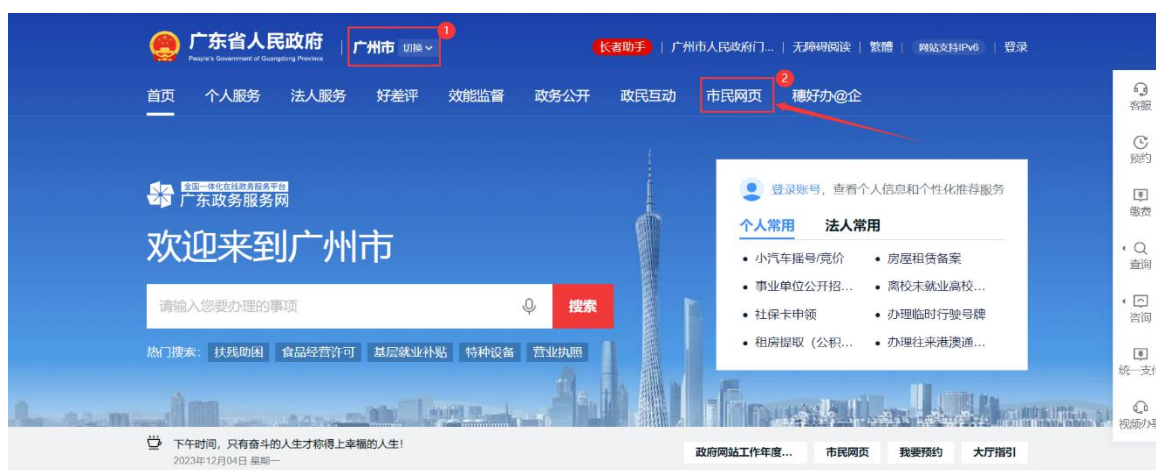 广东省人民政府
People's Government of Guangdong Province
广州市 切换
1
长者助手 | 广州市人民政府门... | 无障碍阅读 | 繁體 | 网站支持IPv6 | 登录
首页 个人服务 法人服务 好差评 效能监督 政务公开 政民互动 市民网页 穗好办@企
2
全国一体化在线政务服务平台
广东政务服务网
欢迎来到广州市
请输入您要办理的事项 搜索
热门搜索: 扶残助困 食品经营许可 基层就业补贴 特种设备 营业执照
登录账号，查看个人信息和个性化推荐服务
个人常用 法人常用
小汽车摇号/竞价 房屋租赁备案
事业单位公开招... 离校未就业高校...
社保卡申领 办理临时行驶号牌
租房提取（公积... 办理往来港澳通...
客服
预约
缴费
查询
咨询
统一支付
视频办事
下午时间，只有奋斗的人生才称得上幸福的人生！
2023年12月04日 星期一
政府网站工作年度... 市民网页 我要预约 大厅指引